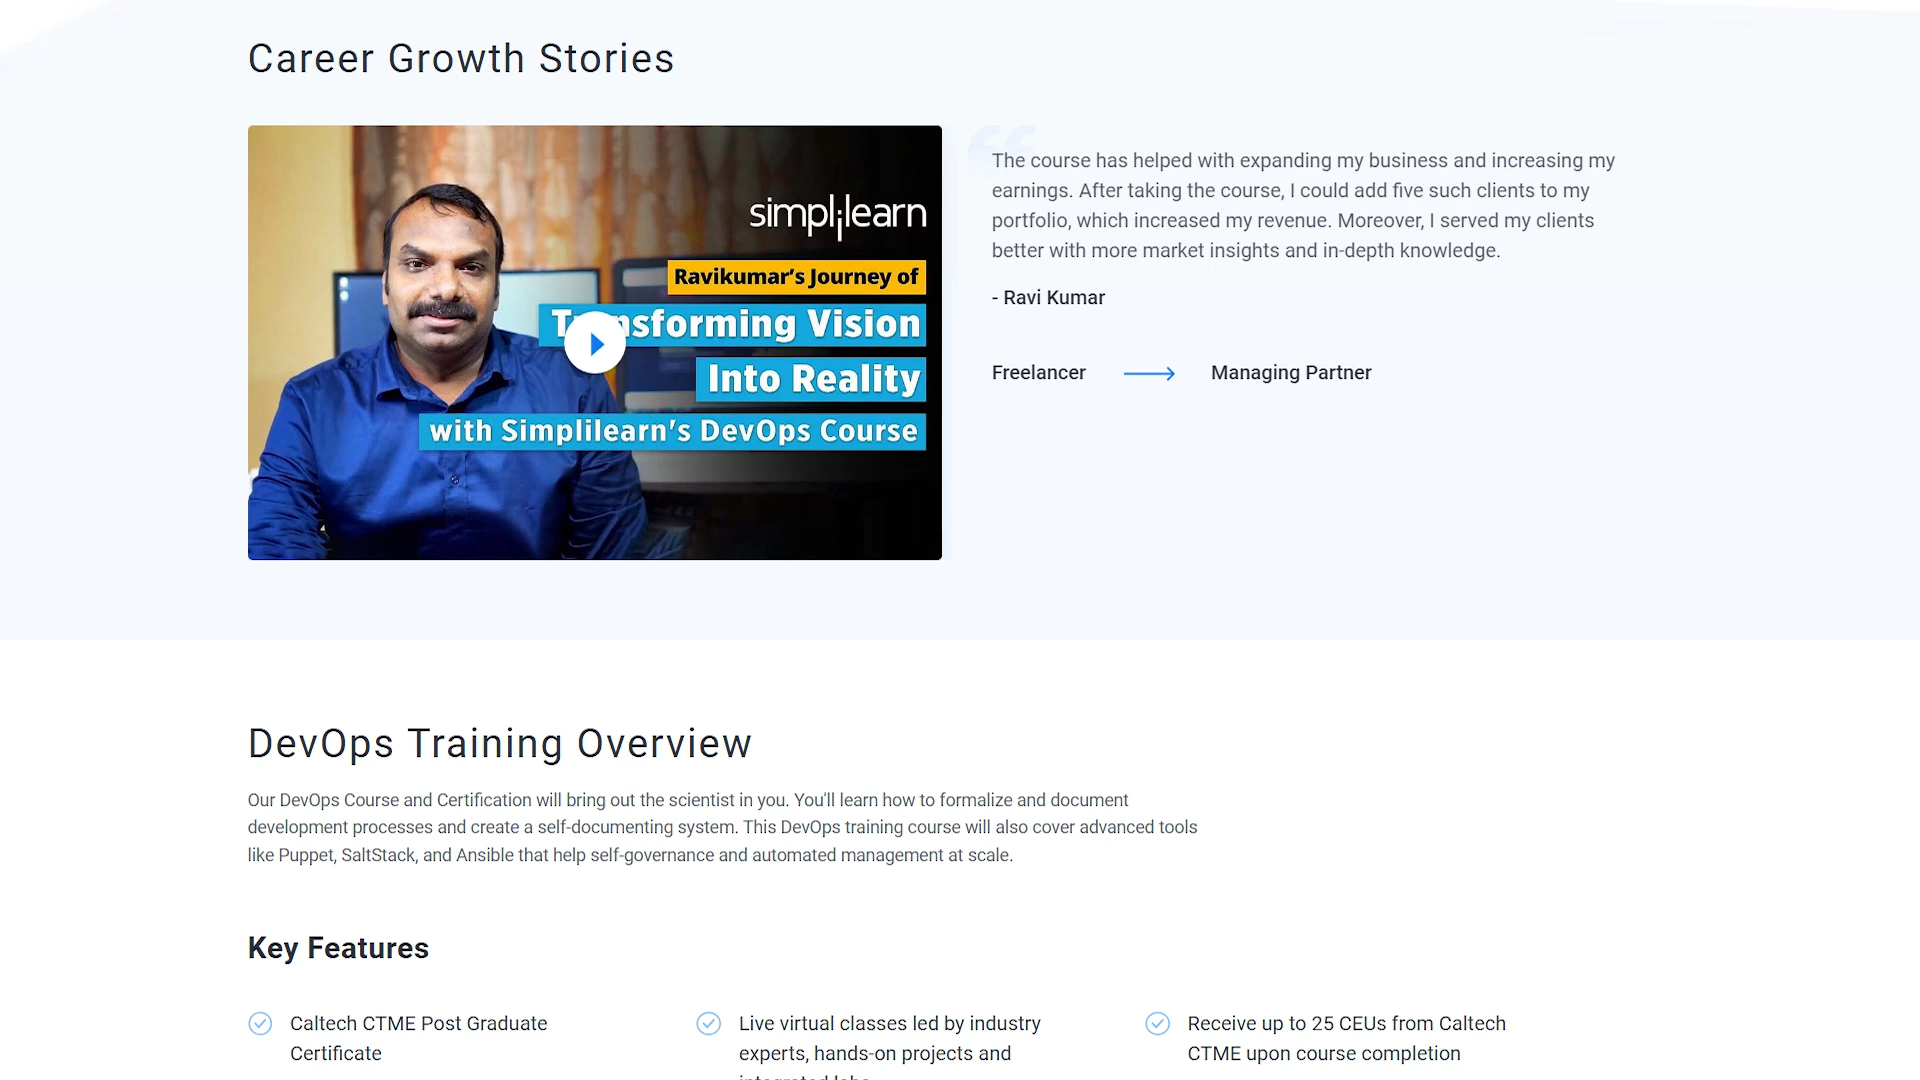 Career Growth Stories
simplilearn
Ravikumar's Journey of
Transforming Vision
Into Reality
with Simplilearn's DevOps Course
The course has helped with expanding my business and increasing my
earnings. After taking the course, I could add five such clients to my
portfolio, which increased my revenue. Moreover, I served my clients
better with more market insights and in-depth knowledge.
- Ravi Kumar
Freelancer
Managing Partner
DevOps Training Overview
Our DevOps Course and Certification will bring out the scientist in you. You'll learn how to formalize and document
development processes and create a self-documenting system. This DevOps training course will also cover advanced tools
like Puppet, SaltStack, and Ansible that help self-governance and automated management at scale.
Key Features
Caltech CTME Post Graduate
Certificate
Live virtual classes led by industry
experts, hands-on projects and
Receive up to 25 CEUs from Caltech
CTME upon course completion